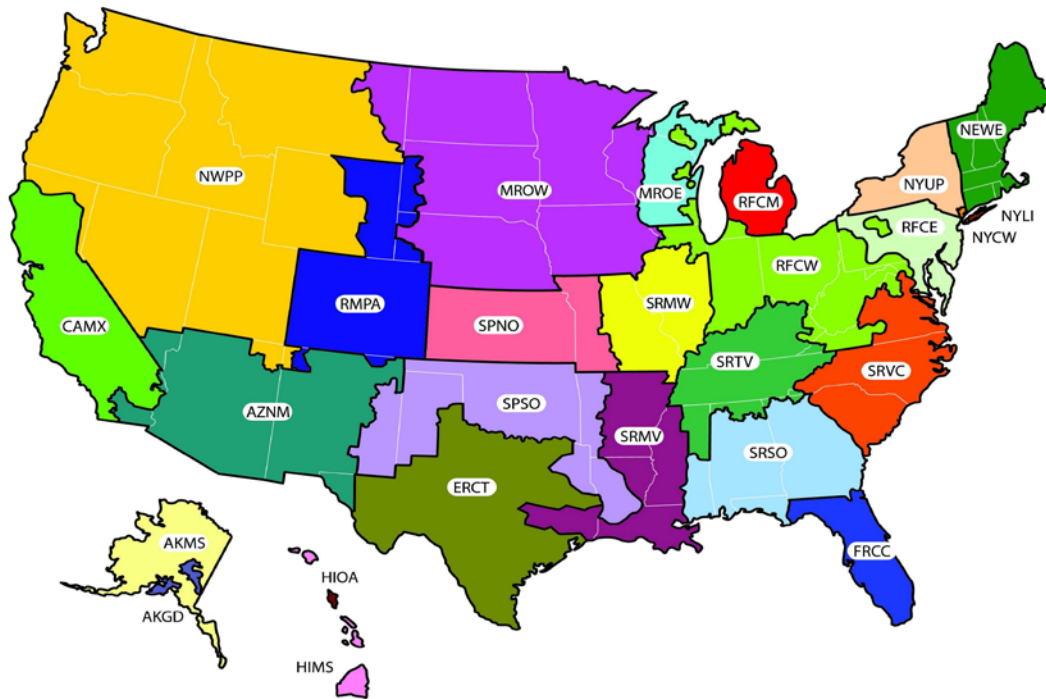 NEWE
NWPP
NYUP
MROW
MROE
RFCM
NYLI
RFCE
NYCW
RFCW
RMPA
SRMW
CAMX
SPNO
SRTV
SRVC
SPSO
AZNM
SRMV
SRSO
ERCT
AKMS
FRCC
HIOA
AKGD
HIMS